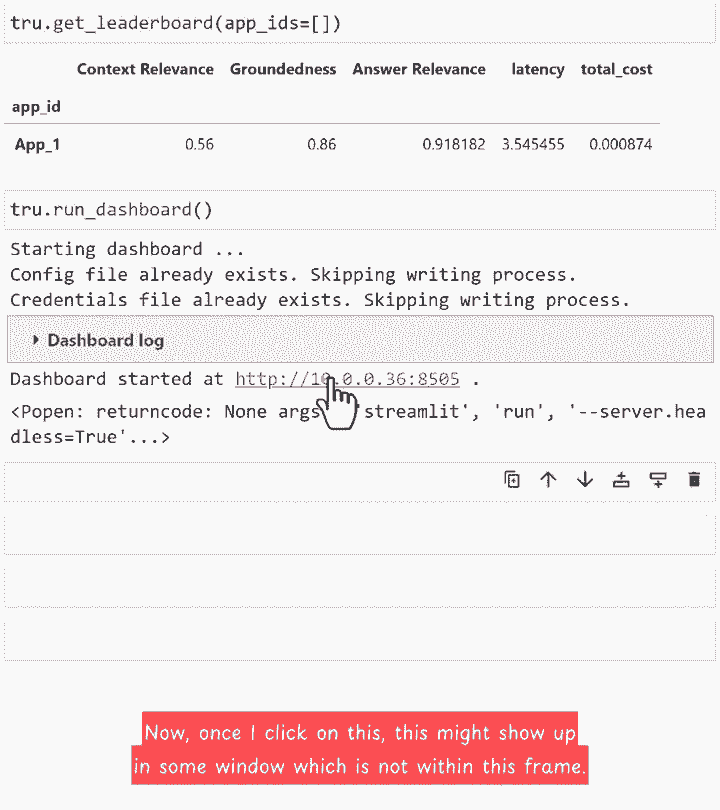 tru.get_leaderboard(app_ids=[])
Context Relevance Groundedness Answer Relevance latency total_cost
app_id
App_1 0.56 0.86 0.918182 3.545455 0.000874
tru.run_dashboard()
Starting dashboard ...
Config file already exists. Skipping writing process.
Credentials file already exists. Skipping writing process.
Dashboard log
Dashboard started at http://10.0.0.36:8505 .
<Popen: returncode: None args streamlit', 'run', '--server.hea
dless=True'...>
Now, once I click on this, this might show up
in some window which is not within this frame.